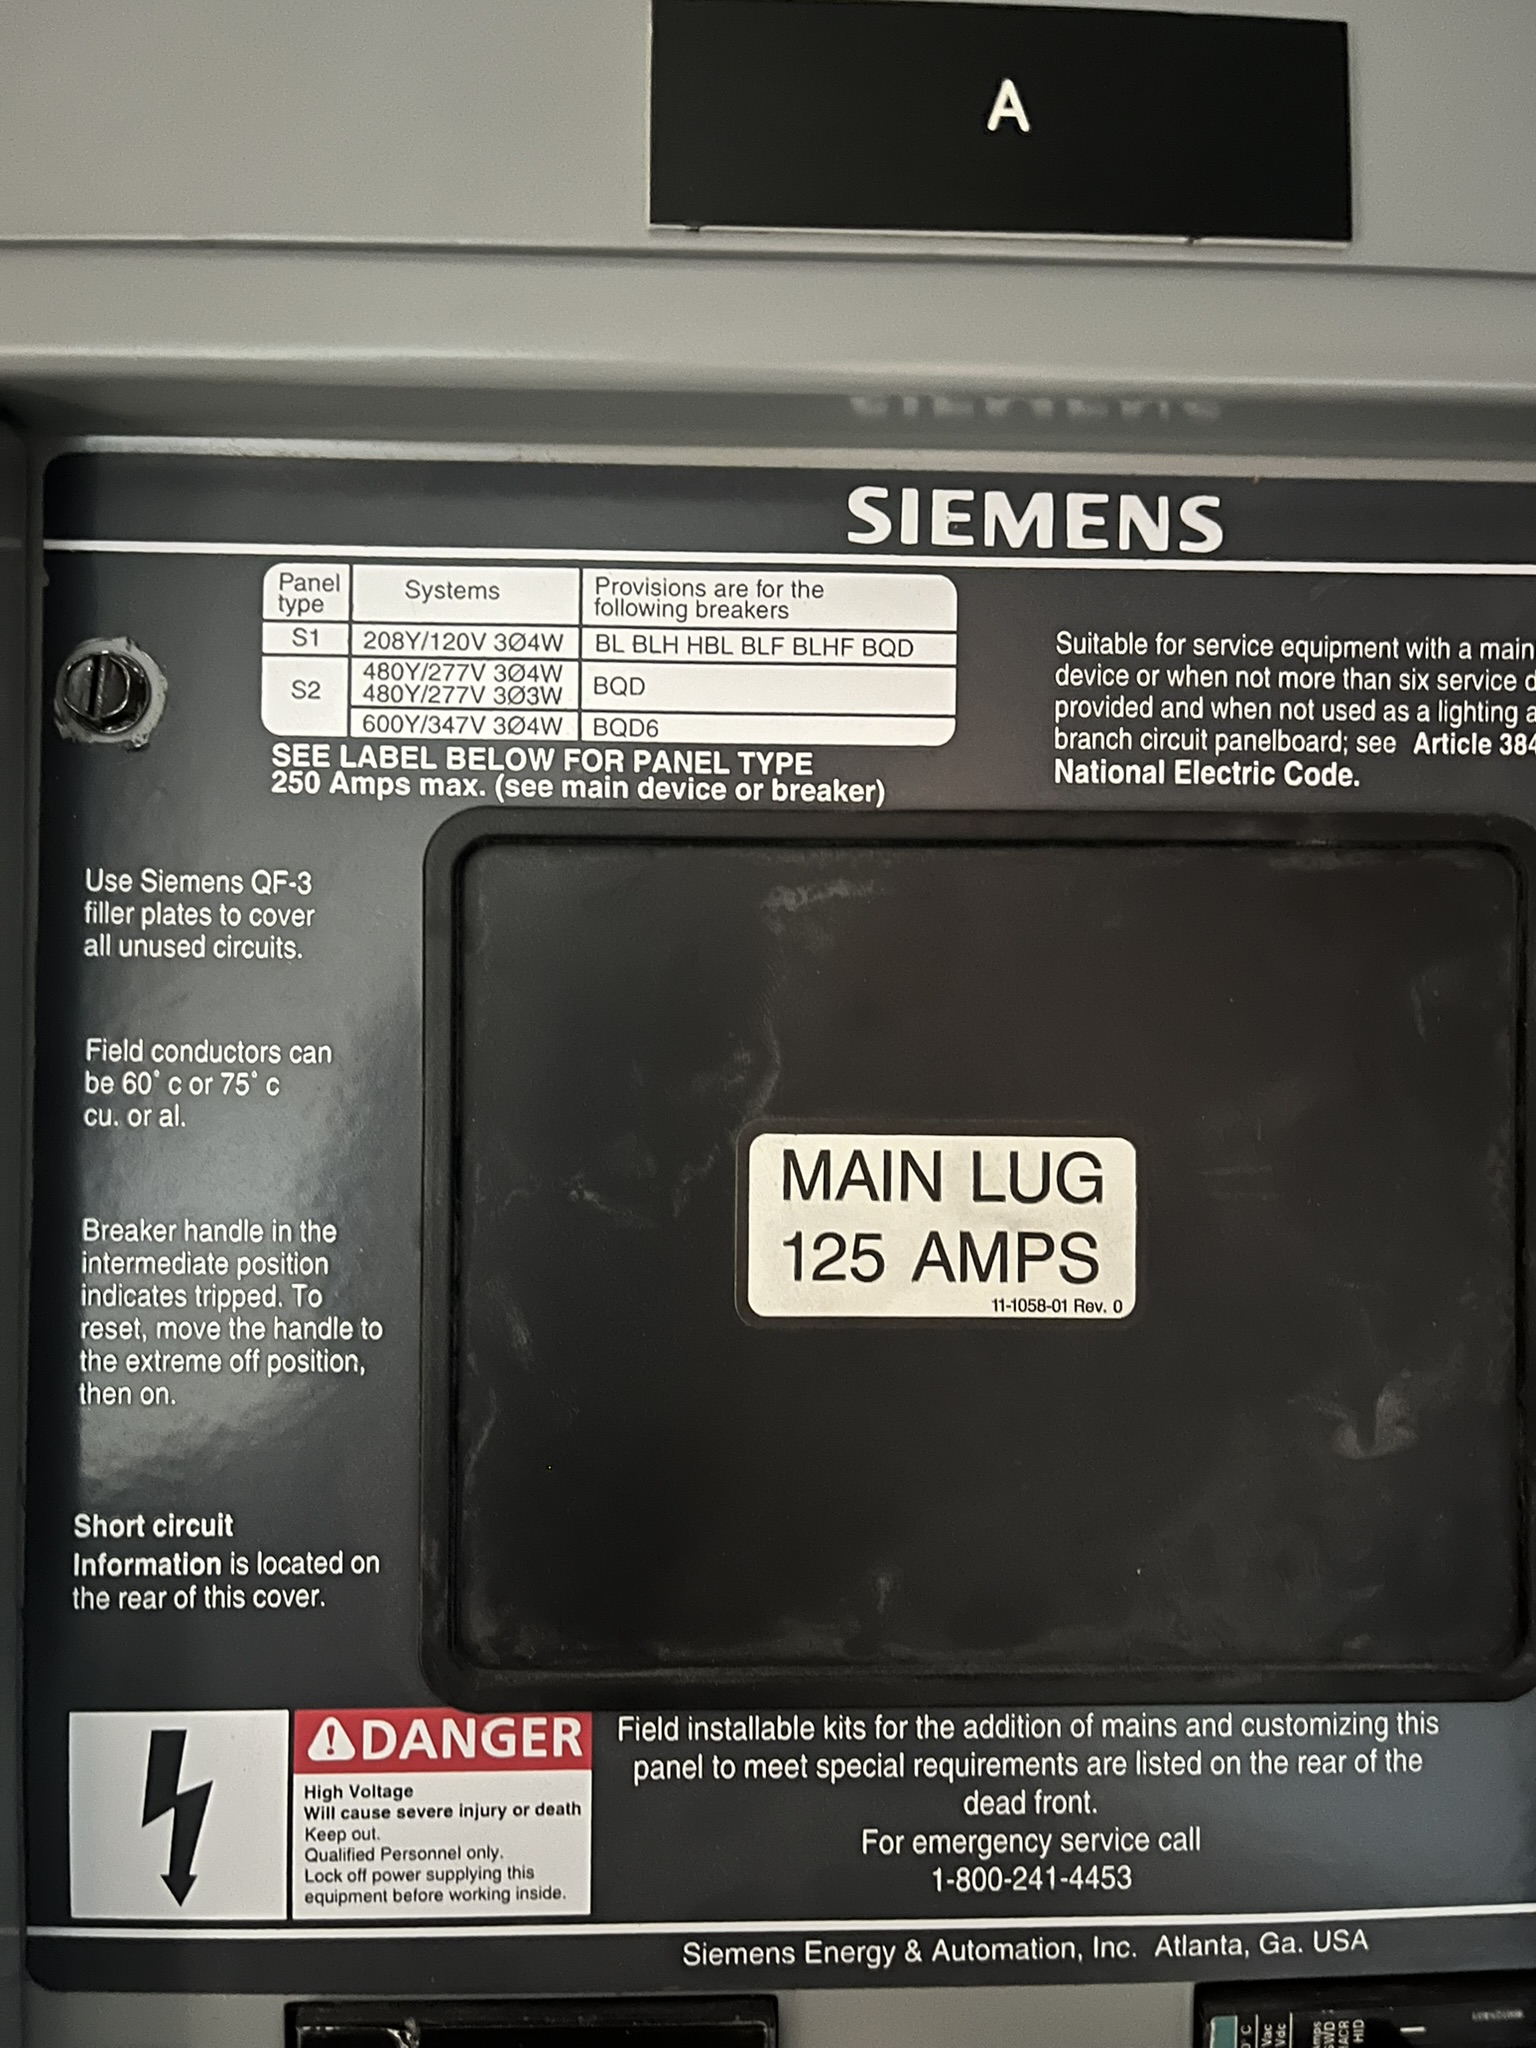 A
SIEMENS
Panel type
Systems
Provisions are for the following breakers
S1
208Y/120V 3Ø4W
BL BLH HBL BLF BLHF BQD
S2
480Y/277V 3Ø4W
480Y/277V 3Ø3W
BQD
600Y/347V 3Ø4W
BQD6
SEE LABEL BELOW FOR PANEL TYPE
250 Amps max. (see main device or breaker)
Suitable for service equipment with a main
device or when not more than six service
provided and when not used as a lighting
branch circuit panelboard; see Article 384
National Electric Code.
Use Siemens QF-3
filler plates to cover
all unused circuits.
Field conductors can
be 60° c or 75° c
cu. or al.
Breaker handle in the
intermediate position
indicates tripped. To
reset, move the handle to
the extreme off position,
then on.
Short circuit
Information is located on
the rear of this cover.
MAIN LUG
125 AMPS
11-1058-01 Rev. 0
DANGER
High Voltage
Will cause severe injury or death
Keep out.
Qualified Personnel only.
Lock off power supplying this
equipment before working inside.
Field installable kits for the addition of mains and customizing this
panel to meet special requirements are listed on the rear of the
dead front.
For emergency service call
1-800-241-4453
Siemens Energy & Automation, Inc. Atlanta, Ga. USA
Vac
Vdc
SWD
HID